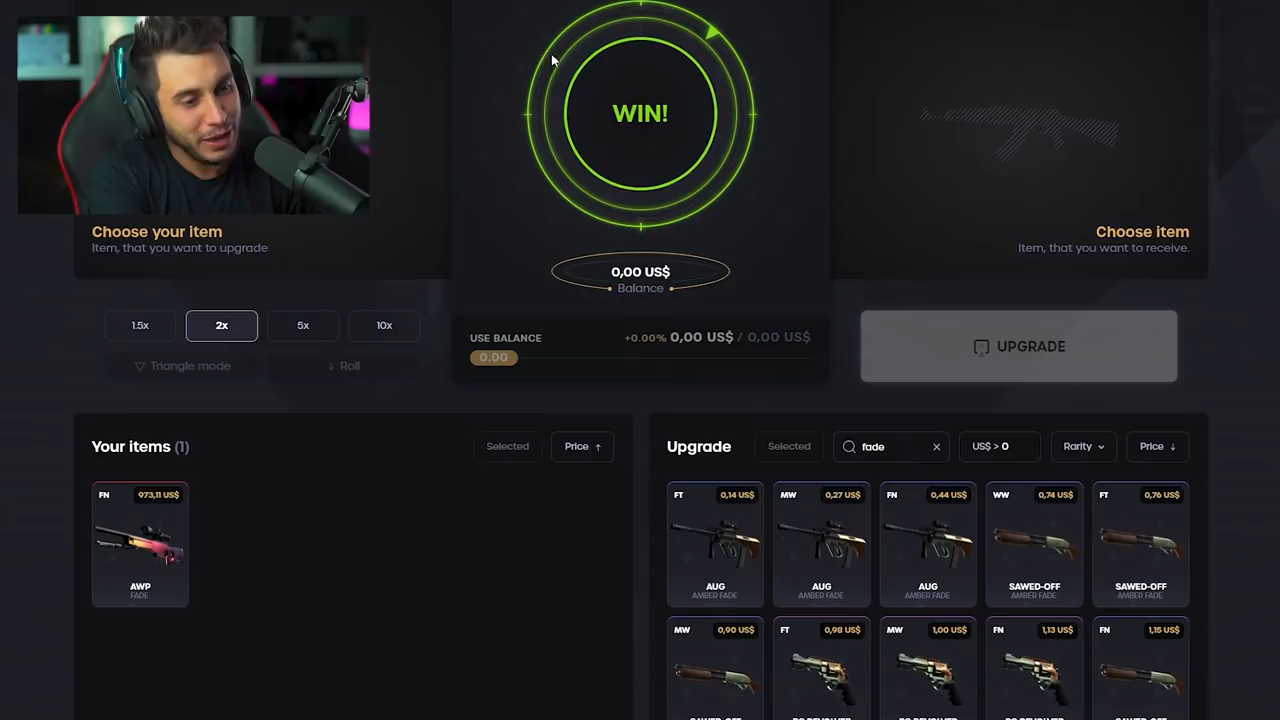 WIN!
Choose your item
Item, that you want to upgrade
Choose item
Item, that you want to receive.
0,00 US$
Balance
1.5x
2x
5x
10x
USE BALANCE
+0.00% 0,00 US$ / 0,00 US$
0.00
UPGRADE
Triangle mode
Roll
Your items (1)
Selected
Price
Upgrade
Selected
fade
US$ > 0
Rarity
Price
FN
973,11 US$
AWP
FADE
FT
0,14 US$
AUG
AMBER FADE
MW
0,27 US$
AUG
AMBER FADE
FN
0,44 US$
AUG
AMBER FADE
WW
0,74 US$
SAWED-OFF
AMBER FADE
FT
0,76 US$
SAWED-OFF
AMBER FADE
MW
0,90 US$
FT
0,98 US$
MW
1,00 US$
FN
1,13 US$
FN
1,15 US$